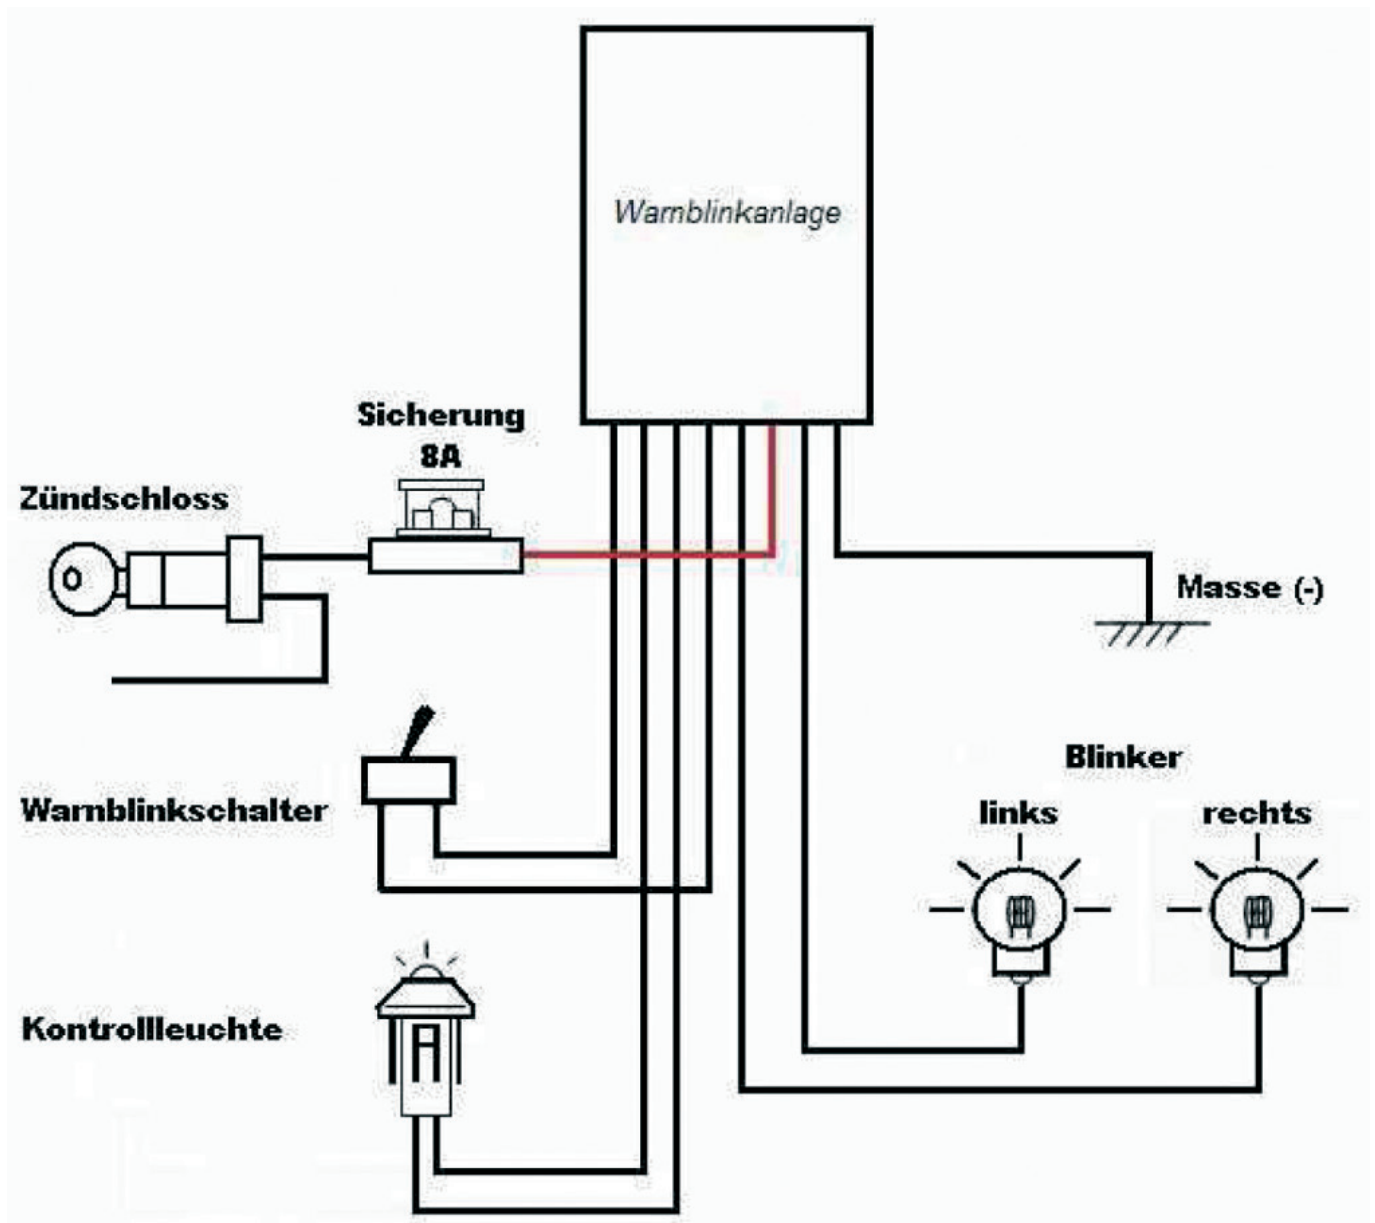 Warnblinkanlage
Sicherung
8A
Zündschloss
Masse (-)
Blinker
links
rechts
Warnblinkschalter
Kontrollleuchte